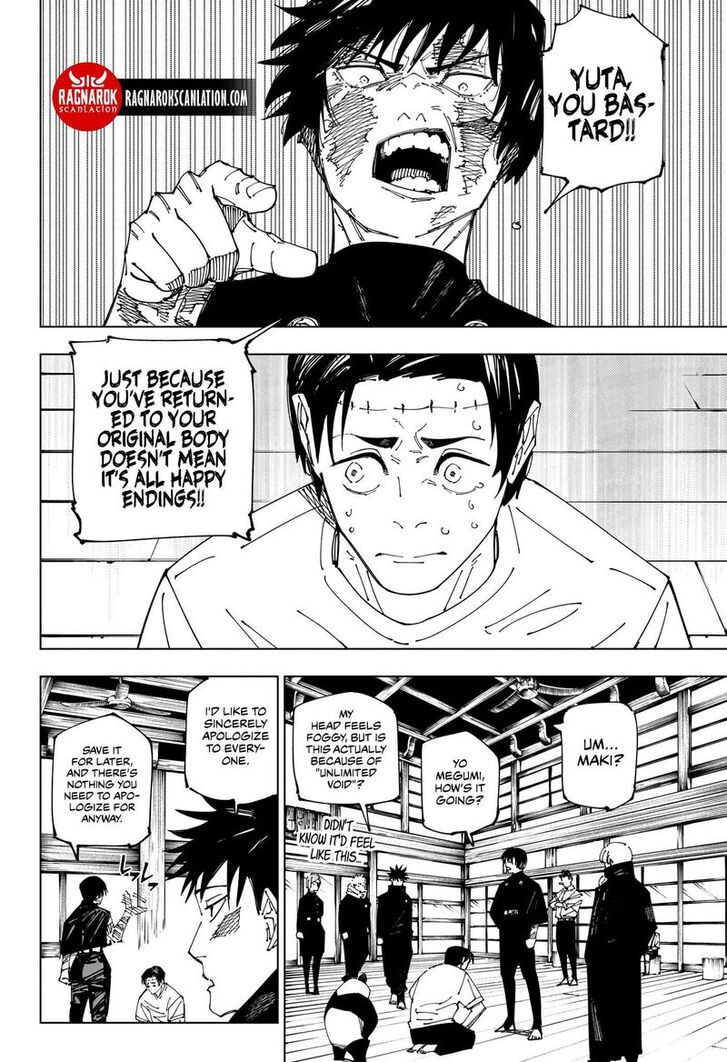 RAGNAROK
SCANLATION
RAGNAROKSCANLATION.COM
YUTA,
YOU BAS-
TARD!!
JUST BECAUSE
YOU'VE RETURN-
ED TO YOUR
ORIGINAL BODY
DOESN'T MEAN
IT'S ALL HAPPY
ENDINGS!!
UM...
MAKI?
YO
MEGUMI,
HOW'S IT
GOING?
MY
HEAD FEELS
FOGGY, BUT IS
THIS ACTUALLY
BECAUSE OF
"UNLIMITED
VOID"?
DIDN'T
KNOW IT'D FEEL
LIKE THIS...
I'D LIKE TO
SINCERELY
APOLOGIZE TO
EVERY-
ONE.
SAVE IT
FOR LATER,
AND THERE'S
NOTHING YOU
NEED TO APO-
LOGIZE FOR
ANYWAY.